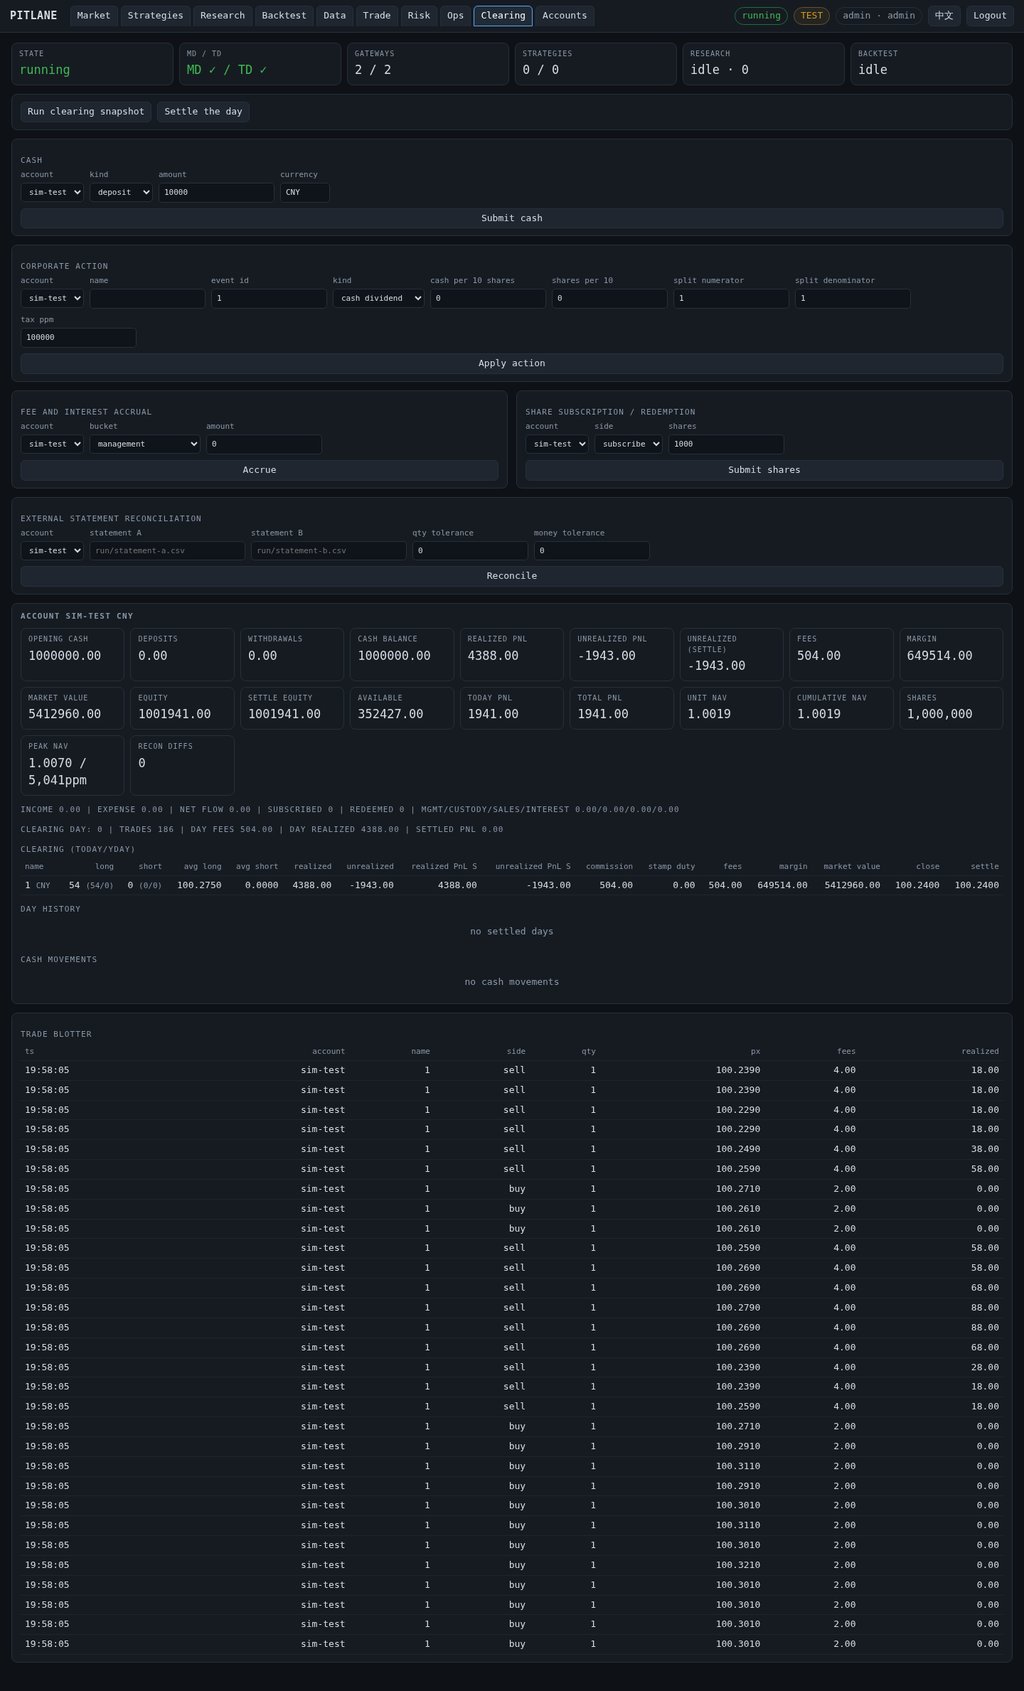 PITLANE Market Strategies Research Backtest Data Trade Risk Ops Clearing Accounts running TEST admin · admin 中文 Logout
STATE MD / TD GATEWAYS STRATEGIES RESEARCH BACKTEST
running MD ✓ / TD ✓ 2 / 2 0 / 0 idle · 0 idle
Run clearing snapshot Settle the day
CASH
account kind amount currency
sim-test deposit 10000 CNY
Submit cash
CORPORATE ACTION
account name event id kind cash per 10 shares shares per 10 split numerator split denominator
sim-test 1 cash dividend 0 0 1 1
tax ppm
100000
Apply action
FEE AND INTEREST ACCRUAL
account bucket amount
sim-test management 0
Accrue
SHARE SUBSCRIPTION / REDEMPTION
account side shares
sim-test subscribe 1000
Submit shares
EXTERNAL STATEMENT RECONCILIATION
account statement A statement B qty tolerance money tolerance
sim-test run/statement-a.csv run/statement-b.csv 0 0
Reconcile
ACCOUNT SIM-TEST CNY
OPENING CASH DEPOSITS WITHDRAWALS CASH BALANCE REALIZED PNL UNREALIZED PNL UNREALIZED (SETTLE) FEES MARGIN
1000000.00 0.00 0.00 1000000.00 4388.00 -1943.00 -1943.00 504.00 649514.00
MARKET VALUE EQUITY SETTLE EQUITY AVAILABLE TODAY PNL TOTAL PNL UNIT NAV CUMULATIVE NAV SHARES
5412960.00 1001941.00 1001941.00 352427.00 1941.00 1941.00 1.0019 1.0019 1,000,000
PEAK NAV RECON DIFFS
1.0070 / 0
5,041ppm
INCOME 0.00 | EXPENSE 0.00 | NET FLOW 0.00 | SUBSCRIBED 0 | REDEEMED 0 | MGMT/CUSTODY/SALES/INTEREST 0.00/0.00/0.00/0.00
CLEARING DAY: 0 | TRADES 186 | DAY FEES 504.00 | DAY REALIZED 4388.00 | SETTLED PNL 0.00
CLEARING (TODAY/YDAY)
name long short avg long avg short realized unrealized realized PnL S unrealized PnL S commission stamp duty fees margin market value close settle
1 CNY 54 (54/0) 0 (0/0) 100.2750 0.0000 4388.00 -1943.00 4388.00 -1943.00 504.00 0.00 504.00 649514.00 5412960.00 100.2400 100.2400
DAY HISTORY
no settled days
CASH MOVEMENTS
no cash movements
TRADE BLOTTER
ts account name side qty px fees realized
19:58:05 sim-test 1 sell 1 100.2390 4.00 18.00
19:58:05 sim-test 1 sell 1 100.2390 4.00 18.00
19:58:05 sim-test 1 sell 1 100.2290 4.00 18.00
19:58:05 sim-test 1 sell 1 100.2290 4.00 18.00
19:58:05 sim-test 1 sell 1 100.2490 4.00 38.00
19:58:05 sim-test 1 sell 1 100.2590 4.00 58.00
19:58:05 sim-test 1 buy 1 100.2710 2.00 0.00
19:58:05 sim-test 1 buy 1 100.2610 2.00 0.00
19:58:05 sim-test 1 buy 1 100.2610 2.00 0.00
19:58:05 sim-test 1 sell 1 100.2590 4.00 58.00
19:58:05 sim-test 1 sell 1 100.2690 4.00 58.00
19:58:05 sim-test 1 sell 1 100.2690 4.00 68.00
19:58:05 sim-test 1 sell 1 100.2790 4.00 88.00
19:58:05 sim-test 1 sell 1 100.2690 4.00 88.00
19:58:05 sim-test 1 sell 1 100.2690 4.00 68.00
19:58:05 sim-test 1 sell 1 100.2390 4.00 28.00
19:58:05 sim-test 1 sell 1 100.2390 4.00 18.00
19:58:05 sim-test 1 sell 1 100.2590 4.00 18.00
19:58:05 sim-test 1 buy 1 100.2710 2.00 0.00
19:58:05 sim-test 1 buy 1 100.2910 2.00 0.00
19:58:05 sim-test 1 buy 1 100.3110 2.00 0.00
19:58:05 sim-test 1 buy 1 100.2910 2.00 0.00
19:58:05 sim-test 1 buy 1 100.3010 2.00 0.00
19:58:05 sim-test 1 buy 1 100.3110 2.00 0.00
19:58:05 sim-test 1 buy 1 100.3010 2.00 0.00
19:58:05 sim-test 1 buy 1 100.3210 2.00 0.00
19:58:05 sim-test 1 buy 1 100.3010 2.00 0.00
19:58:05 sim-test 1 buy 1 100.3010 2.00 0.00
19:58:05 sim-test 1 buy 1 100.3010 2.00 0.00
19:58:05 sim-test 1 buy 1 100.3010 2.00 0.00